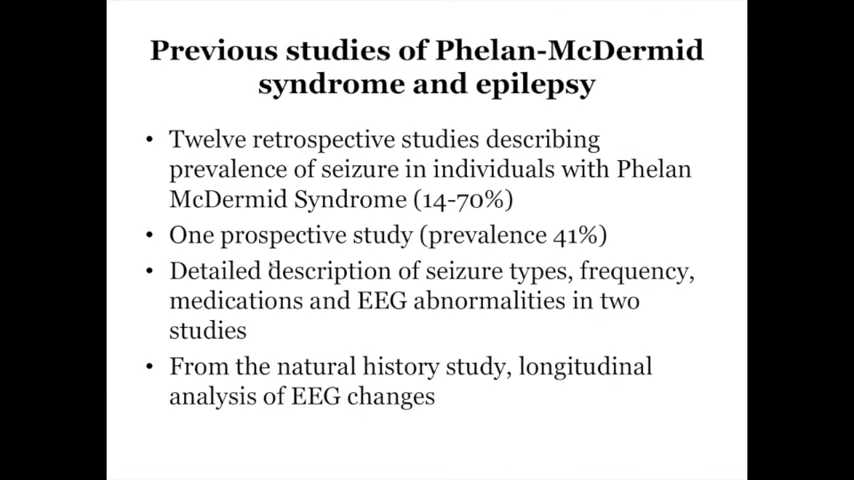 Previous studies of Phelan-McDermid
syndrome and epilepsy
• Twelve retrospective studies describing
prevalence of seizure in individuals with Phelan
McDermid Syndrome (14-70%)
• One prospective study (prevalence 41%)
• Detailed description of seizure types, frequency,
medications and EEG abnormalities in two
studies
• From the natural history study, longitudinal
analysis of EEG changes